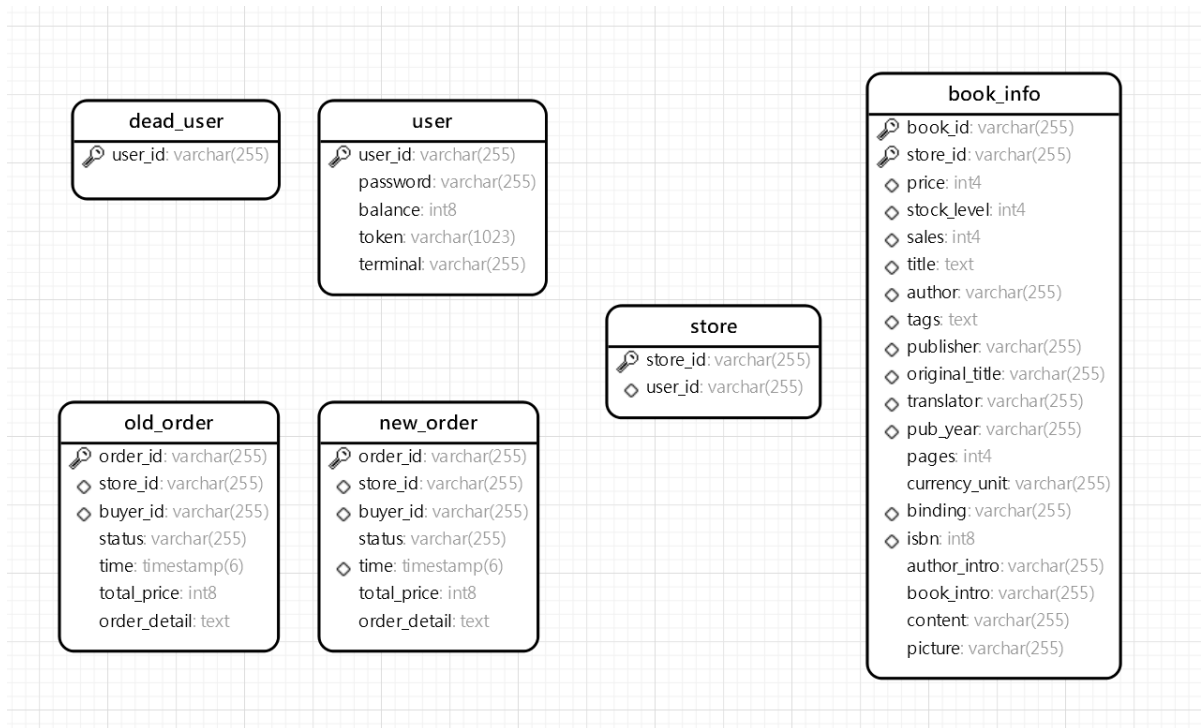 dead_user
user_id: varchar(255)
user
user_id: varchar(255)
password: varchar(255)
balance: int8
token: varchar(1023)
terminal: varchar(255)
book_info
book_id: varchar(255)
store_id: varchar(255)
price: int4
stock_level: int4
sales: int4
title: text
author: varchar(255)
tags: text
publisher: varchar(255)
original_title: varchar(255)
translator: varchar(255)
pub_year: varchar(255)
pages: int4
currency_unit: varchar(255)
binding: varchar(255)
isbn: int8
author_intro: varchar(255)
book_intro: varchar(255)
content: varchar(255)
picture: varchar(255)
store
store_id: varchar(255)
user_id: varchar(255)
old_order
order_id: varchar(255)
store_id: varchar(255)
buyer_id: varchar(255)
status: varchar(255)
time: timestamp(6)
total_price: int8
order_detail: text
new_order
order_id: varchar(255)
store_id: varchar(255)
buyer_id: varchar(255)
status: varchar(255)
time: timestamp(6)
total_price: int8
order_detail: text